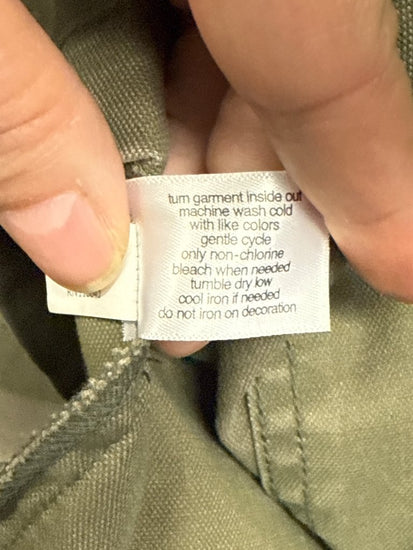 turn garment inside out
machine wash cold
with like colors
gentle cycle
only non-chlorine
bleach when needed
tumble dry low
cool iron if needed
do not iron on decoration